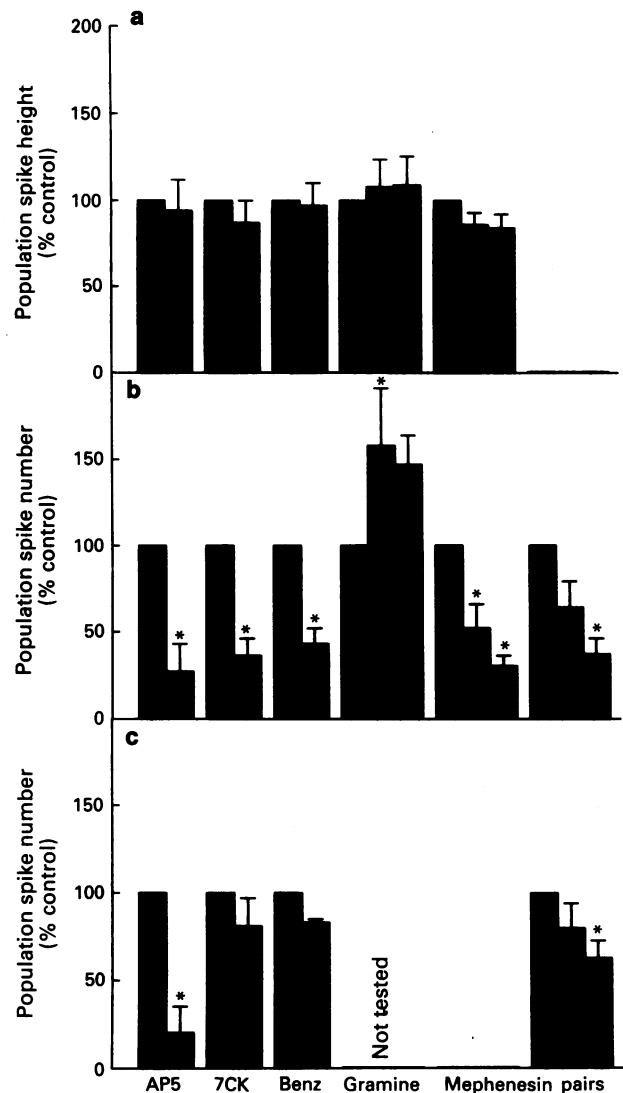 a
200
150
100
50
0
Population spike height
(% control)
b
150
100
50
0
Population spike number
(% control)
* * * * * * *
c
150
100
50
0
Population spike number
(% control)
* *
Not tested
AP5 7CK Benz Gramine Mephenesin pairs